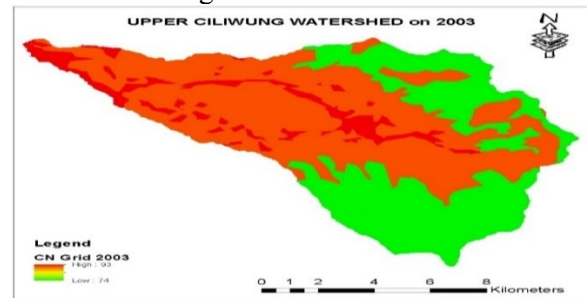 UPPER CILIWUNG WATERSHED on 2003
N
Legend
CN Grid 2003
High : 93
Low : 74
0 1 2 4 6 8
Kilometers